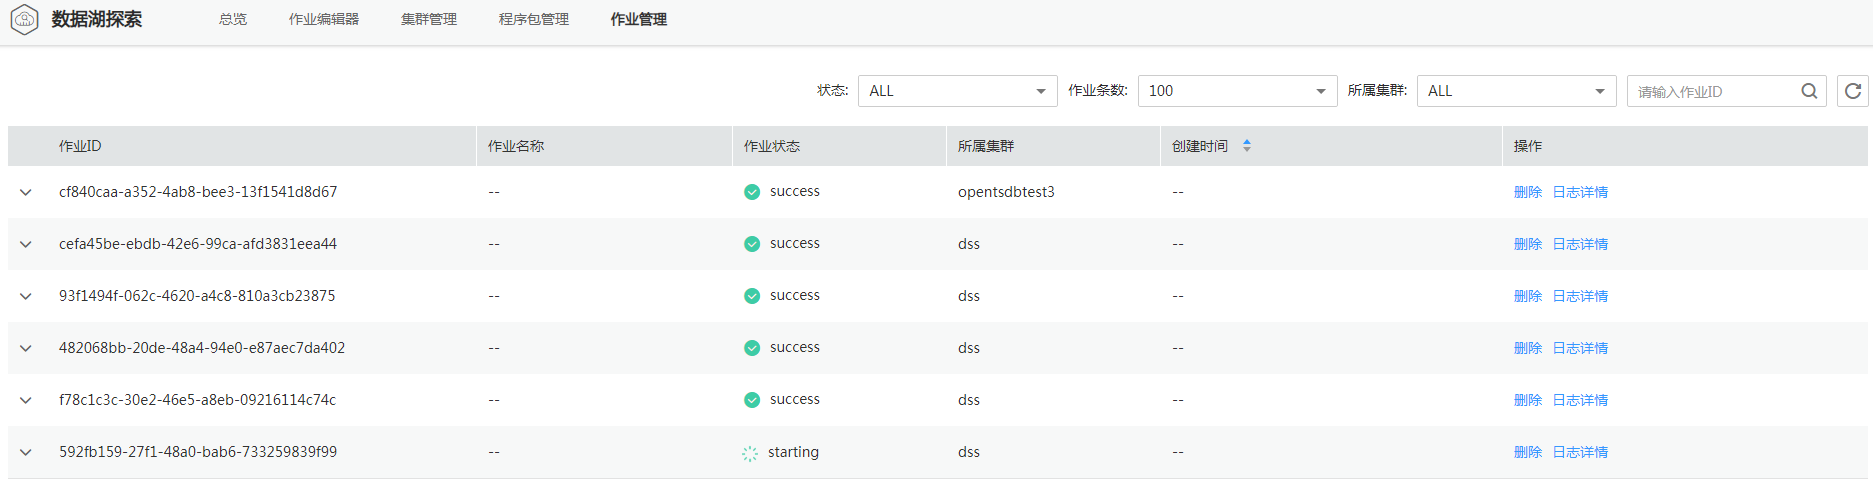 数据湖探索 总览 作业编辑器 集群管理 程序包管理 作业管理
状态: ALL 作业条数: 100 所属集群: ALL 请输入作业ID
作业ID 作业名称 作业状态 所属集群 创建时间 操作
cf840caa-a352-4ab8-bee3-13f1541d8d67 -- success opentsdbtest3 -- 删除 日志详情
cefa45be-ebdb-42e6-99ca-afd3831eea44 -- success dss -- 删除 日志详情
93f1494f-062c-4620-a4c8-810a3cb23875 -- success dss -- 删除 日志详情
482068bb-20de-48a4-94e0-e87aec7da402 -- success dss -- 删除 日志详情
f78c1c3c-30e2-46e5-a8eb-09216114c74c -- success dss -- 删除 日志详情
592fb159-27f1-48a0-bab6-733259839f99 -- starting dss -- 删除 日志详情